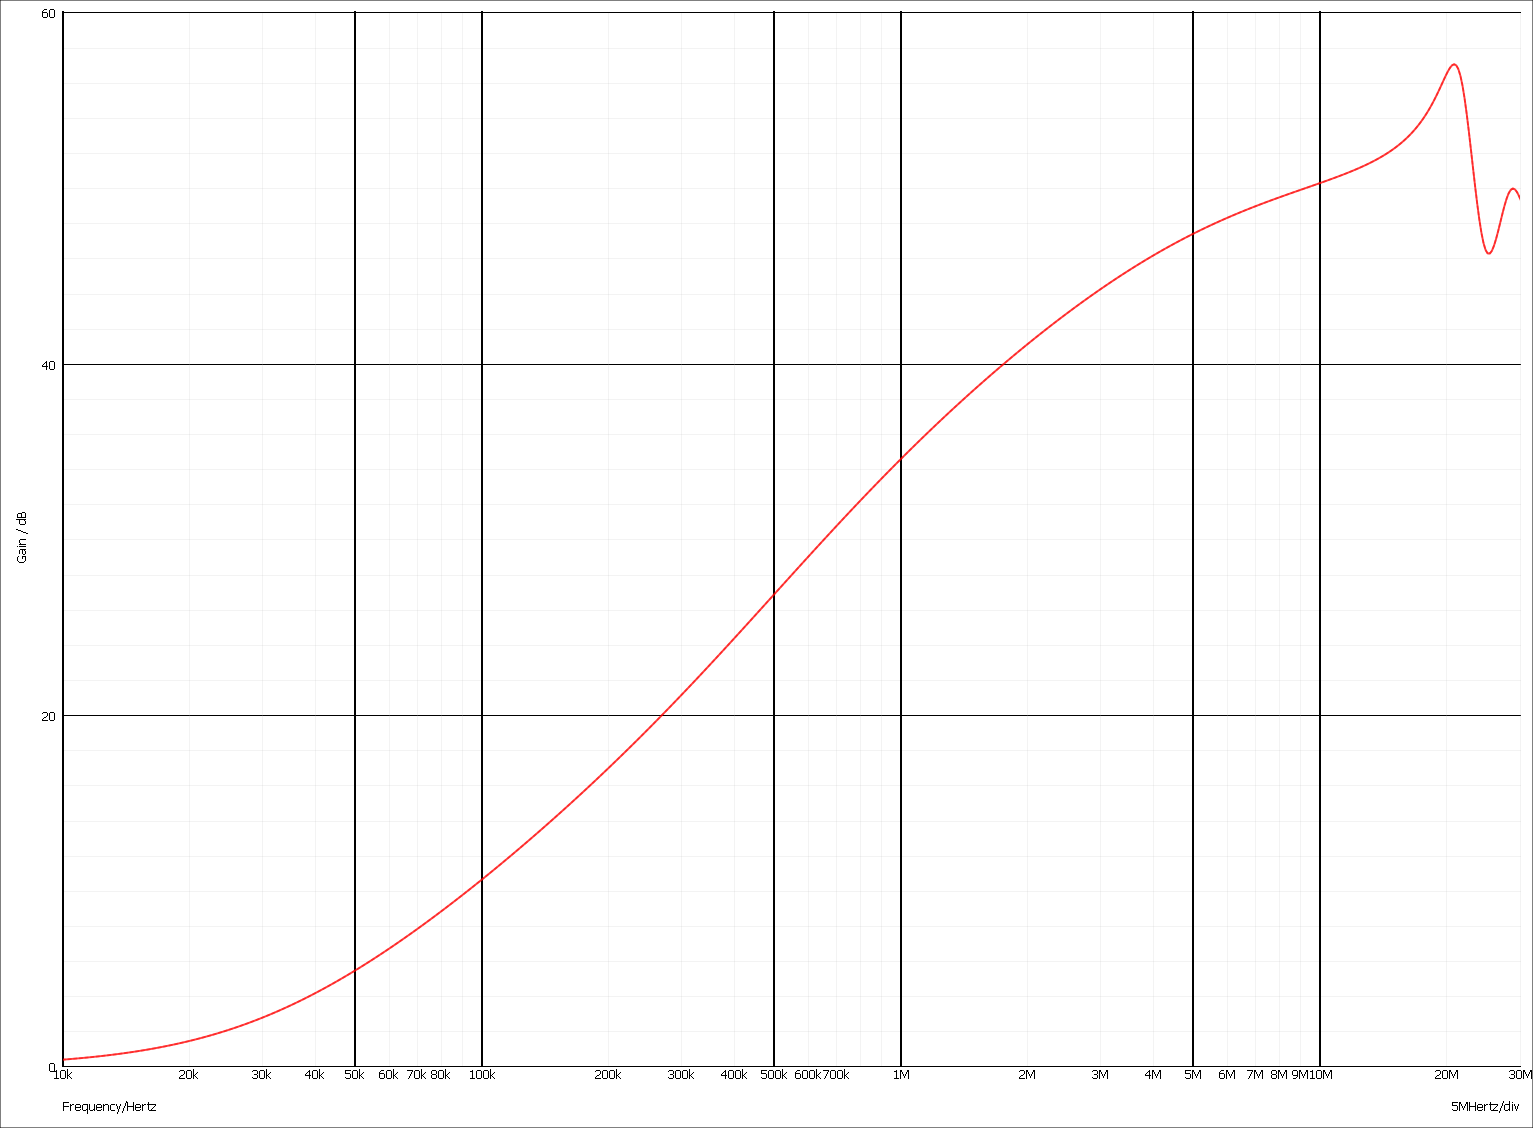 60
40
Gain / dB
20
0
10k 20k 30k 40k 50k 60k 70k 80k 100k 200k 300k 400k 500k 600k 700k 1M 2M 3M 4M 5M 6M 7M 8M 9M 10M 20M 30M
Frequency/Hertz 5MHertz/div